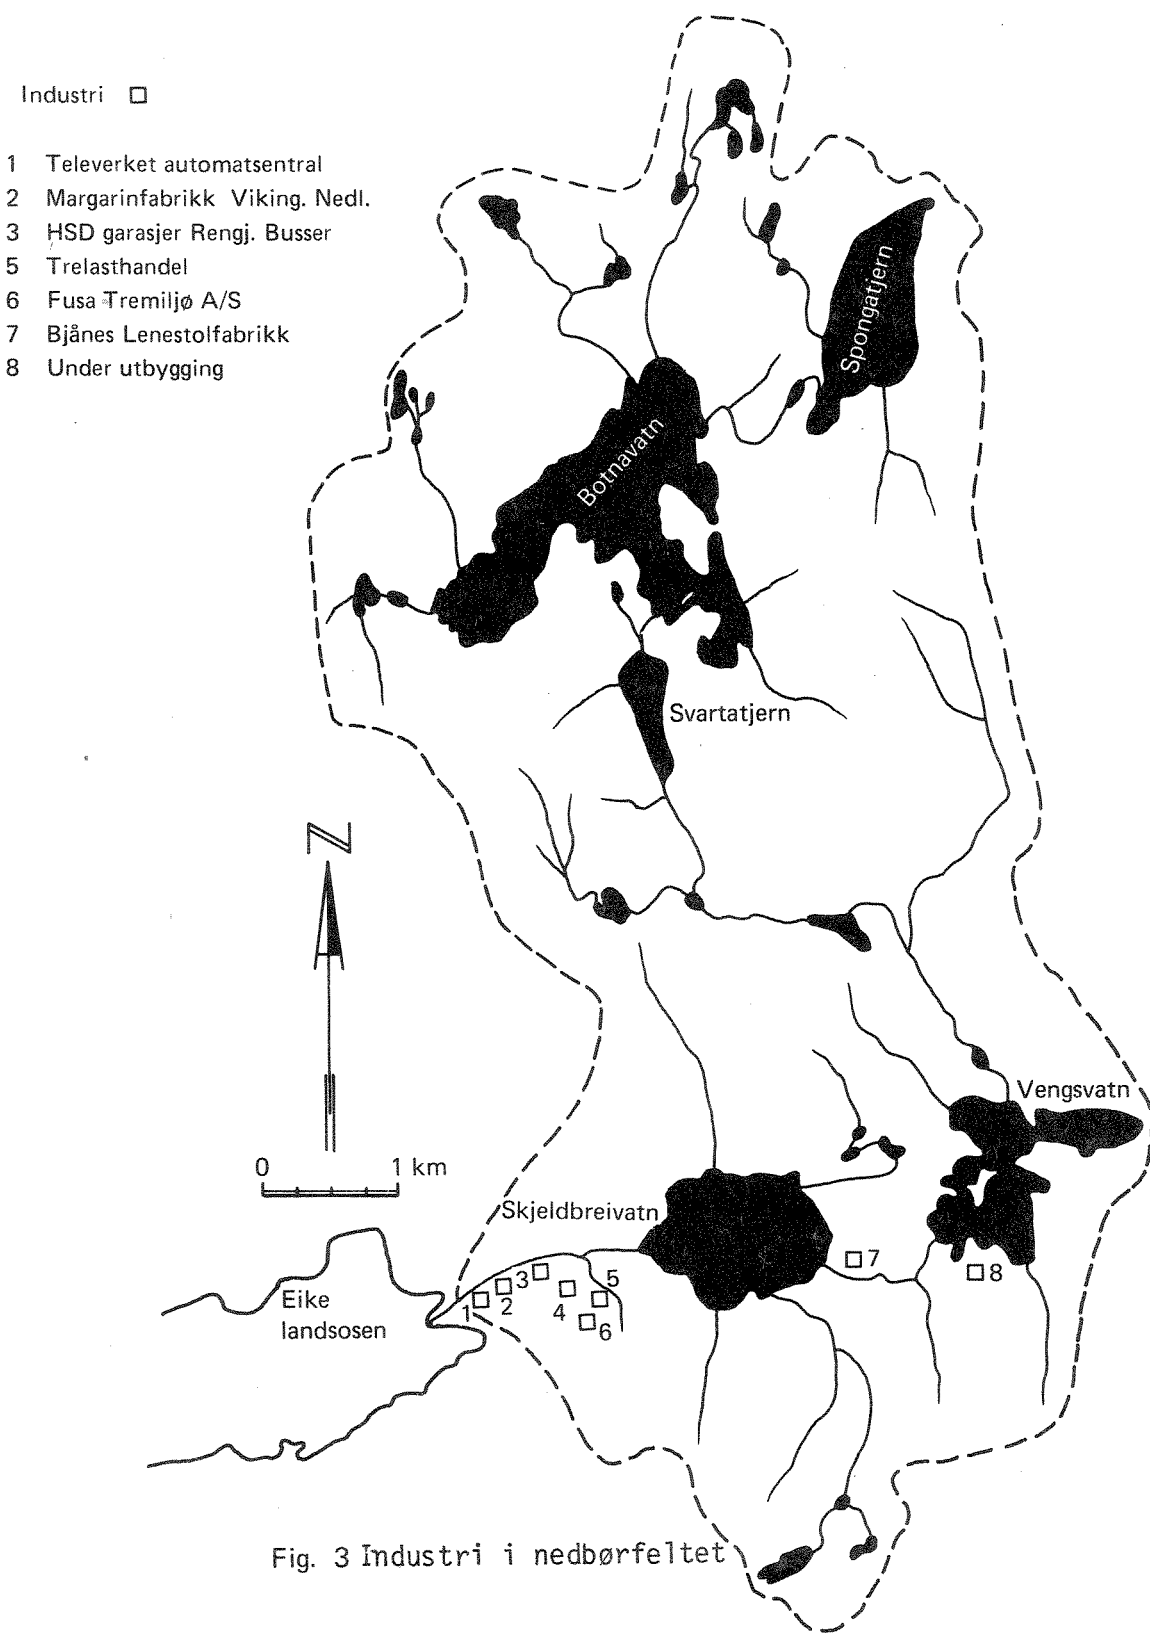 Industri
1 Televerket automatsentral
2 Margarinfabrikk Viking. Nedl.
3 HSD garasjer Rengj. Busser
5 Trelasthandel
6 Fusa Tremiljø A/S
7 Bjånes Lenestolfabrikk
8 Under utbygging
Spongatjern
Botnavatn
Svartatjern
N
Vengsvatn
0 1 km
Skjeldbreivatn
7
8
3
5
Eike
landsosen
1
2
4
6
Fig. 3 Industri i nedbørfeltet